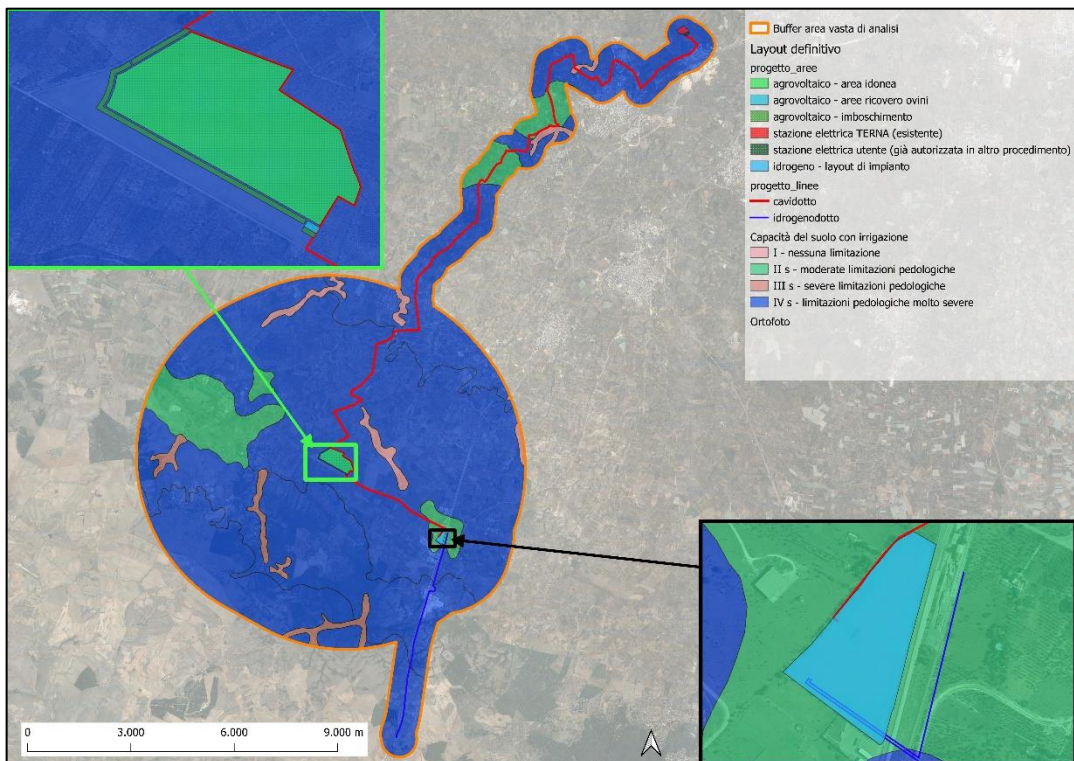 Buffer area vasta di analisi
Layout definitivo
progetto_aree
agrovoltaico - area idonea
agrovoltaico - aree ricovero ovini
agrovoltaico - imboschimento
stazione elettrica TERNA (esistente)
stazione elettrica utente (già autorizzata in altro procedimento)
idrogeno - layout di impianto
progetto_linee
cavidotto
idrogenodotto
Capacità del suolo con irrigazione
I - nessuna limitazione
II s - moderate limitazioni pedologiche
III s - severe limitazioni pedologiche
IV s - limitazioni pedologiche molto severe
Ortofoto
0 3.000 6.000 9.000 m